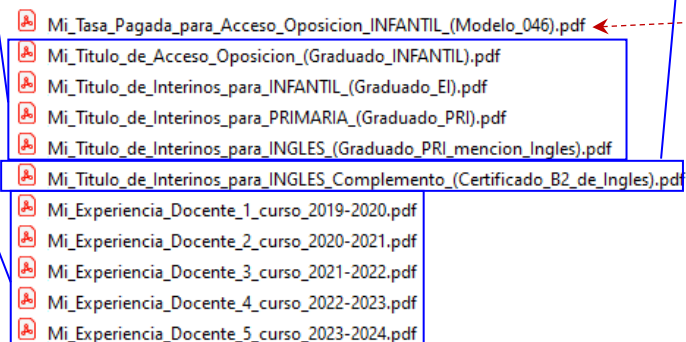 Mi_Tasa_Pagada_para_Acceso_Oposicion_INFANTIL_(Modelo_046).pdf
Mi_Titulo_de_Acceso_Oposicion_(Graduado_INFANTIL).pdf
Mi_Titulo_de_Interinos_para_INFANTIL_(Graduado_EI).pdf
Mi_Titulo_de_Interinos_para_PRIMARIA_(Graduado_PRI).pdf
Mi_Titulo_de_Interinos_para_INGLES_(Graduado_PRI_mencion_Ingles).pdf
Mi_Titulo_de_Interinos_para_INGLES_Complemento_(Certificado_B2_de_Ingles).pdf
Mi_Experiencia_Docente_1_curso_2019-2020.pdf
Mi_Experiencia_Docente_2_curso_2020-2021.pdf
Mi_Experiencia_Docente_3_curso_2021-2022.pdf
Mi_Experiencia_Docente_4_curso_2022-2023.pdf
Mi_Experiencia_Docente_5_curso_2023-2024.pdf